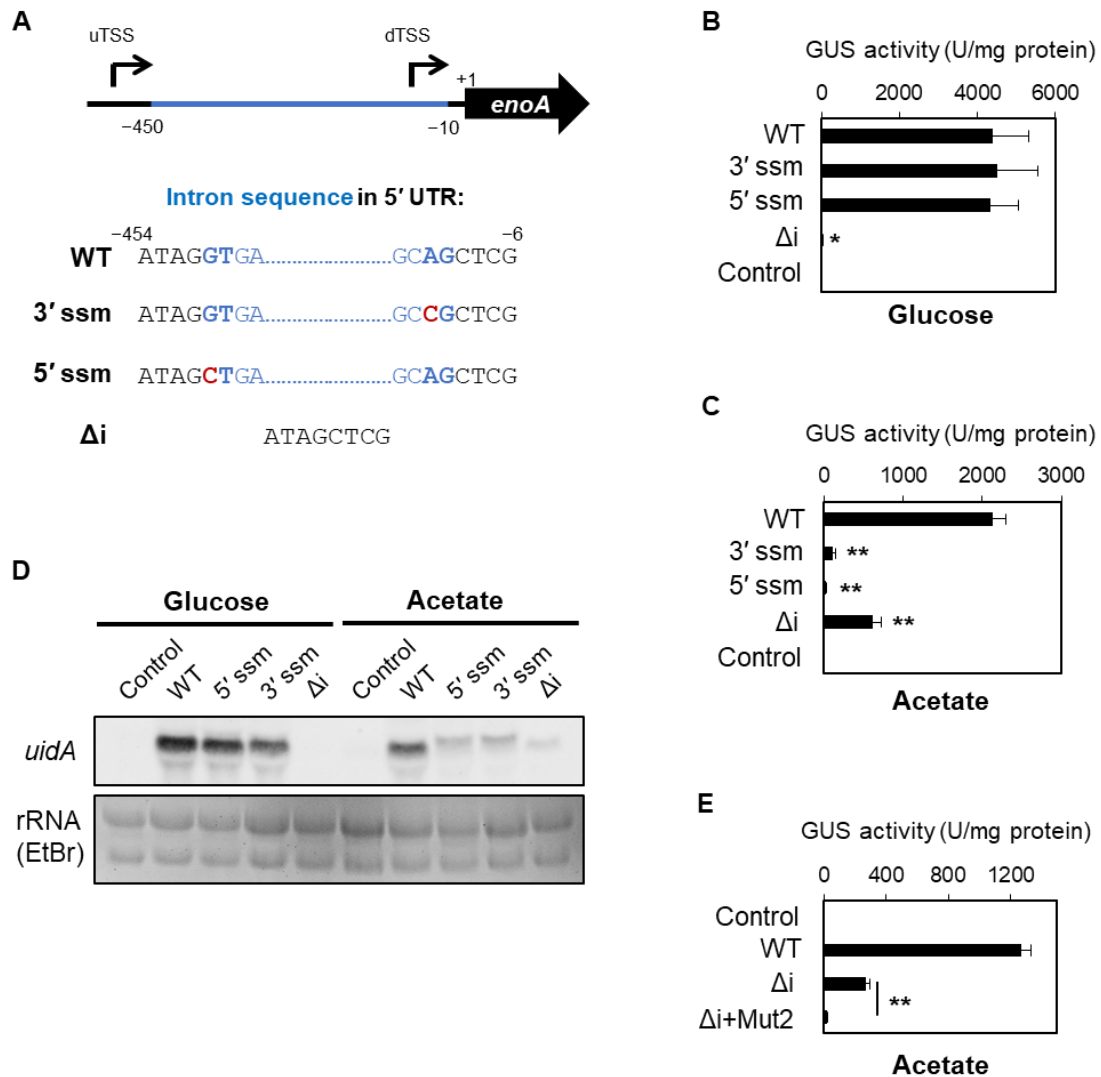 A
uTSS
dTSS
+1
enoA
−450
−10
Intron sequence in 5′ UTR:
−454
−6
WT ATAGGTGA........................GCAGCTCG
3′ ssm ATAGGTGA........................GCCGCTCG
5′ ssm ATAGCTGA........................GCAGCTCG
Δi ATAGCTCG
B
GUS activity (U/mg protein)
0 2000 4000 6000
WT
3′ ssm
5′ ssm
Δi *
Control
Glucose
C
GUS activity (U/mg protein)
0 1000 2000 3000
WT
3′ ssm **
5′ ssm **
Δi **
Control
Acetate
D
Glucose Acetate
Control WT 5′ ssm 3′ ssm Δi Control WT 5′ ssm 3′ ssm Δi
uidA
rRNA
(EtBr)
E
GUS activity (U/mg protein)
0 400 800 1200
Control
WT
Δi
**
Δi+Mut2
Acetate